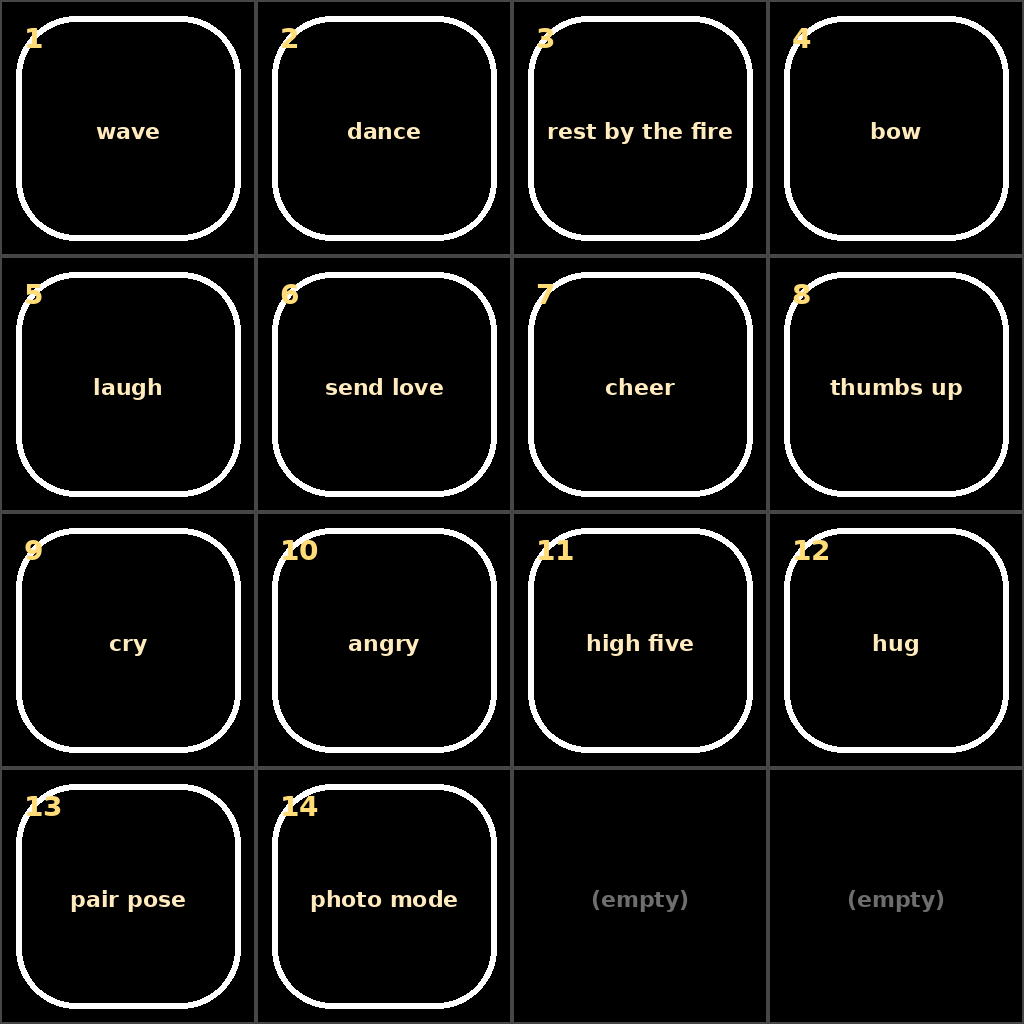 1
wave
2
dance
3
rest by the fire
4
bow
5
laugh
6
send love
7
cheer
8
thumbs up
9
cry
10
angry
11
high five
12
hug
13
pair pose
14
photo mode
(empty)
(empty)